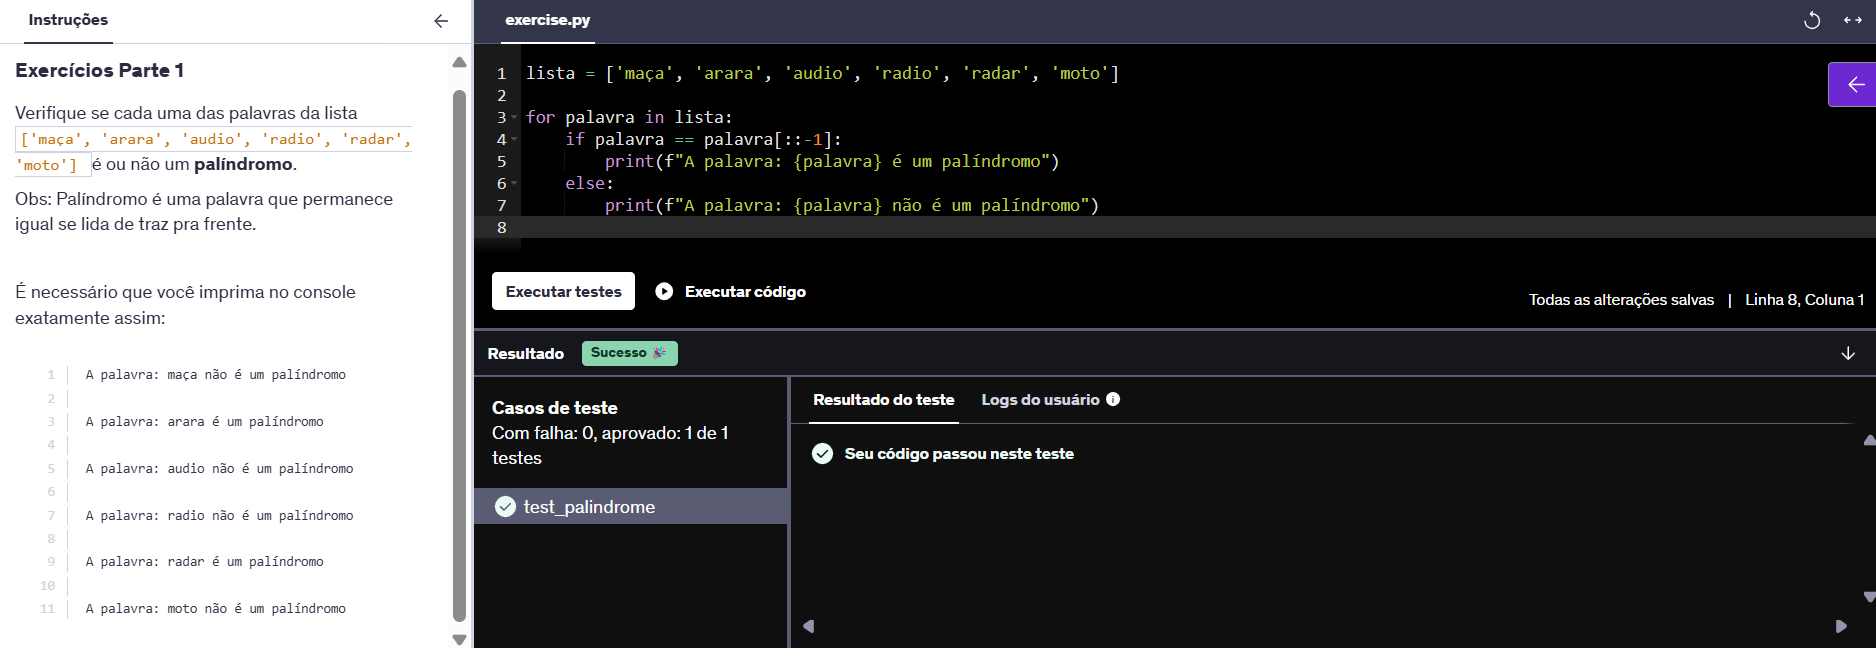 Instruções
Exercícios Parte 1
Verifique se cada uma das palavras da lista
['maça', 'arara', 'audio', 'radio', 'radar',
'moto'] é ou não um palíndromo.
Obs: Palíndromo é uma palavra que permanece
igual se lida de traz pra frente.
É necessário que você imprima no console
exatamente assim:
1 A palavra: maça não é um palíndromo
2
3 A palavra: arara é um palíndromo
4
5 A palavra: audio não é um palíndromo
6
7 A palavra: radio não é um palíndromo
8
9 A palavra: radar é um palíndromo
10
11 A palavra: moto não é um palíndromo
exercise.py
1 lista = ['maça', 'arara', 'audio', 'radio', 'radar', 'moto']
2
3 for palavra in lista:
4     if palavra == palavra[::-1]:
5         print(f"A palavra: {palavra} é um palíndromo")
6     else:
7         print(f"A palavra: {palavra} não é um palíndromo")
8
Executar testes
Executar código
Todas as alterações salvas | Linha 8, Coluna 1
Resultado
Sucesso 🎉
Casos de teste
Com falha: 0, aprovado: 1 de 1
testes
test_palindrome
Resultado do teste
Logs do usuário
Seu código passou neste teste